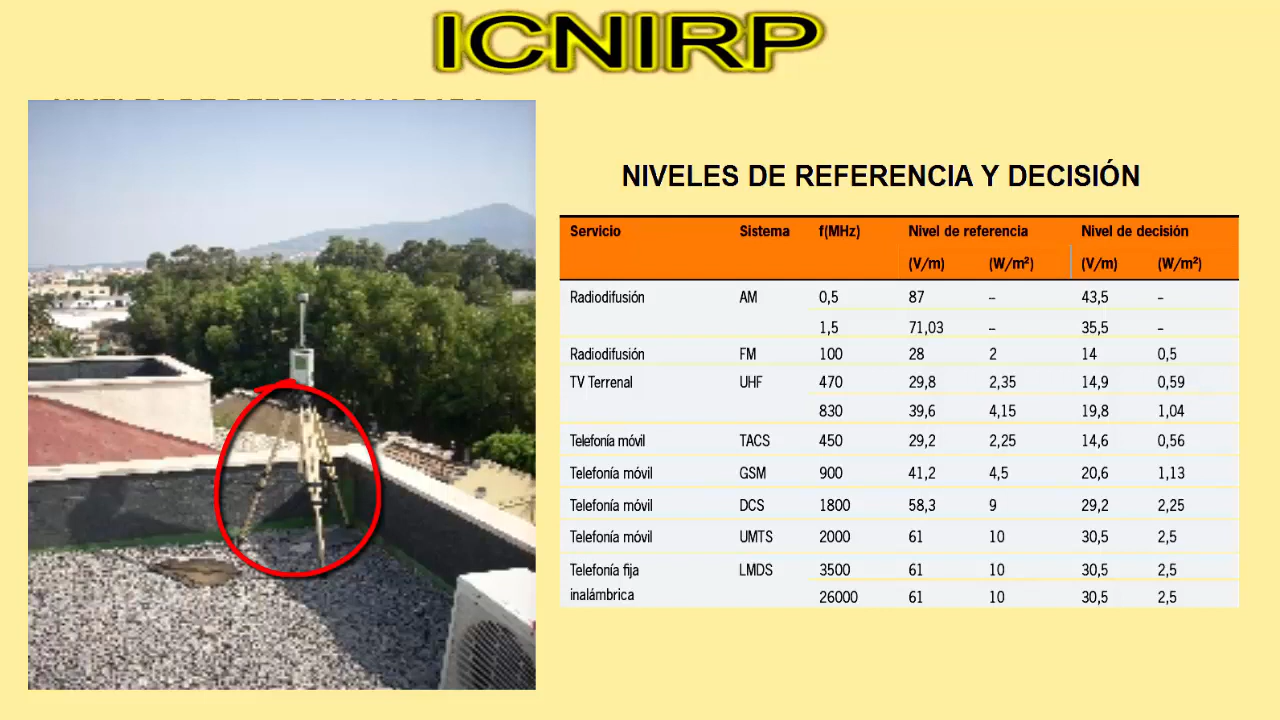 ICNIRP
NIVELES DE REFERENCIA Y DECISIÓN
Servicio Sistema f(MHz) Nivel de referencia Nivel de decisión
(V/m) (W/m²) (V/m) (W/m²)
Radiodifusión AM 0,5 87 – 43,5 –
1,5 71,03 – 35,5 –
Radiodifusión FM 100 28 2 14 0,5
TV Terrenal UHF 470 29,8 2,35 14,9 0,59
830 39,6 4,15 19,8 1,04
Telefonía móvil TACS 450 29,2 2,25 14,6 0,56
Telefonía móvil GSM 900 41,2 4,5 20,6 1,13
Telefonía móvil DCS 1800 58,3 9 29,2 2,25
Telefonía móvil UMTS 2000 61 10 30,5 2,5
Telefonía fija LMDS 3500 61 10 30,5 2,5
inalámbrica 26000 61 10 30,5 2,5